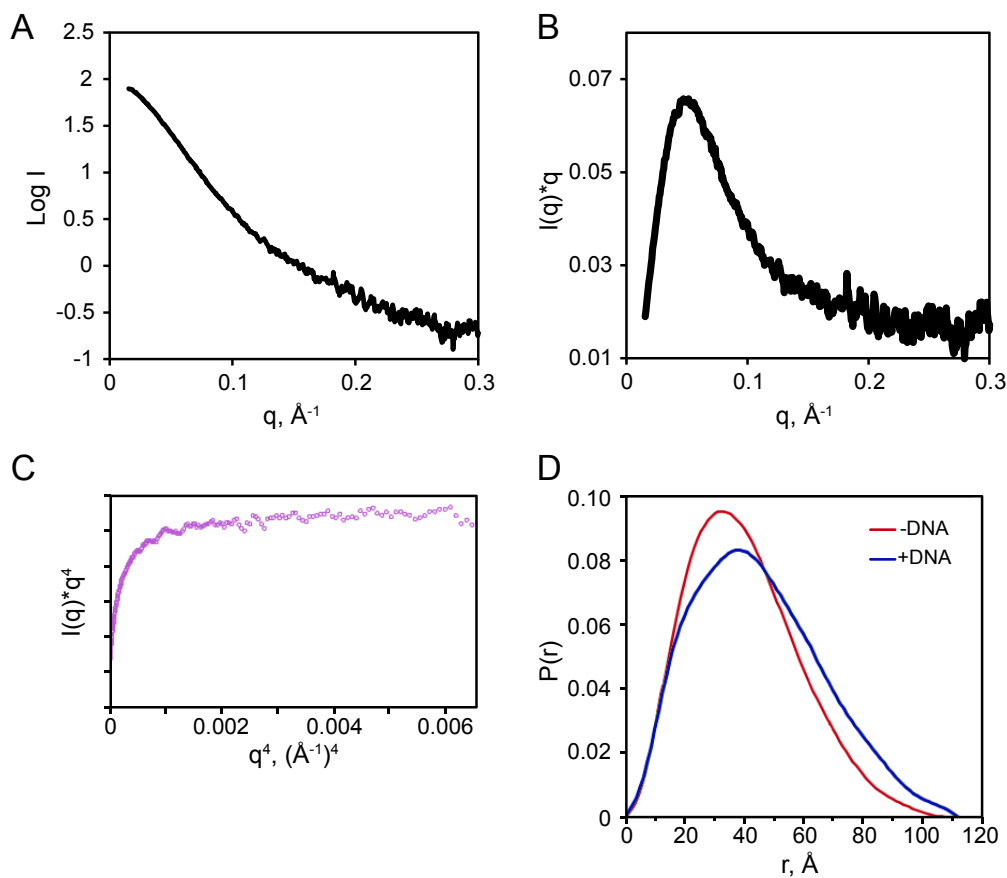 A
2.5
2
1.5
1
0.5
0
-0.5
-1
Log I
0
0.1
0.2
0.3
q, Å⁻¹
B
0.07
0.05
0.03
0.01
I(q)*q
0
0.1
0.2
0.3
q, Å⁻¹
C
I(q)*q⁴
0
0.002
0.004
0.006
q⁴, (Å⁻¹)⁴
D
0.10
0.08
0.06
0.04
0.02
0
P(r)
-DNA
+DNA
0
20
40
60
80
100
120
r, Å